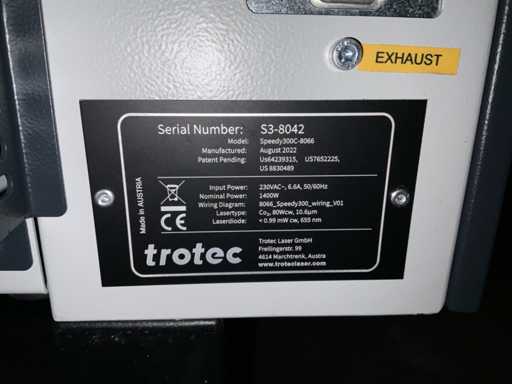 EXHAUST
Serial Number: S3-8042
Model: Speedy300C-8066
Manufactured: August 2022
Patent Pending: Us64239315, US7652225,
US 8830489
Input Power: 230VAC~, 6.6A, 50/60Hz
Nominal Power: 1400W
Wiring Diagram: 8066_Speedy300_wiring_V01
Lasertype: Co₂, 80Wcw, 10.6μm
Laserdiode: < 0.99 mW cw, 655 nm
Made in AUSTRIA
CE
trotec
Trotec Laser GmbH
Freilingerstr. 99
4614 Marchtrenk, Austra
www.troteclaser.com